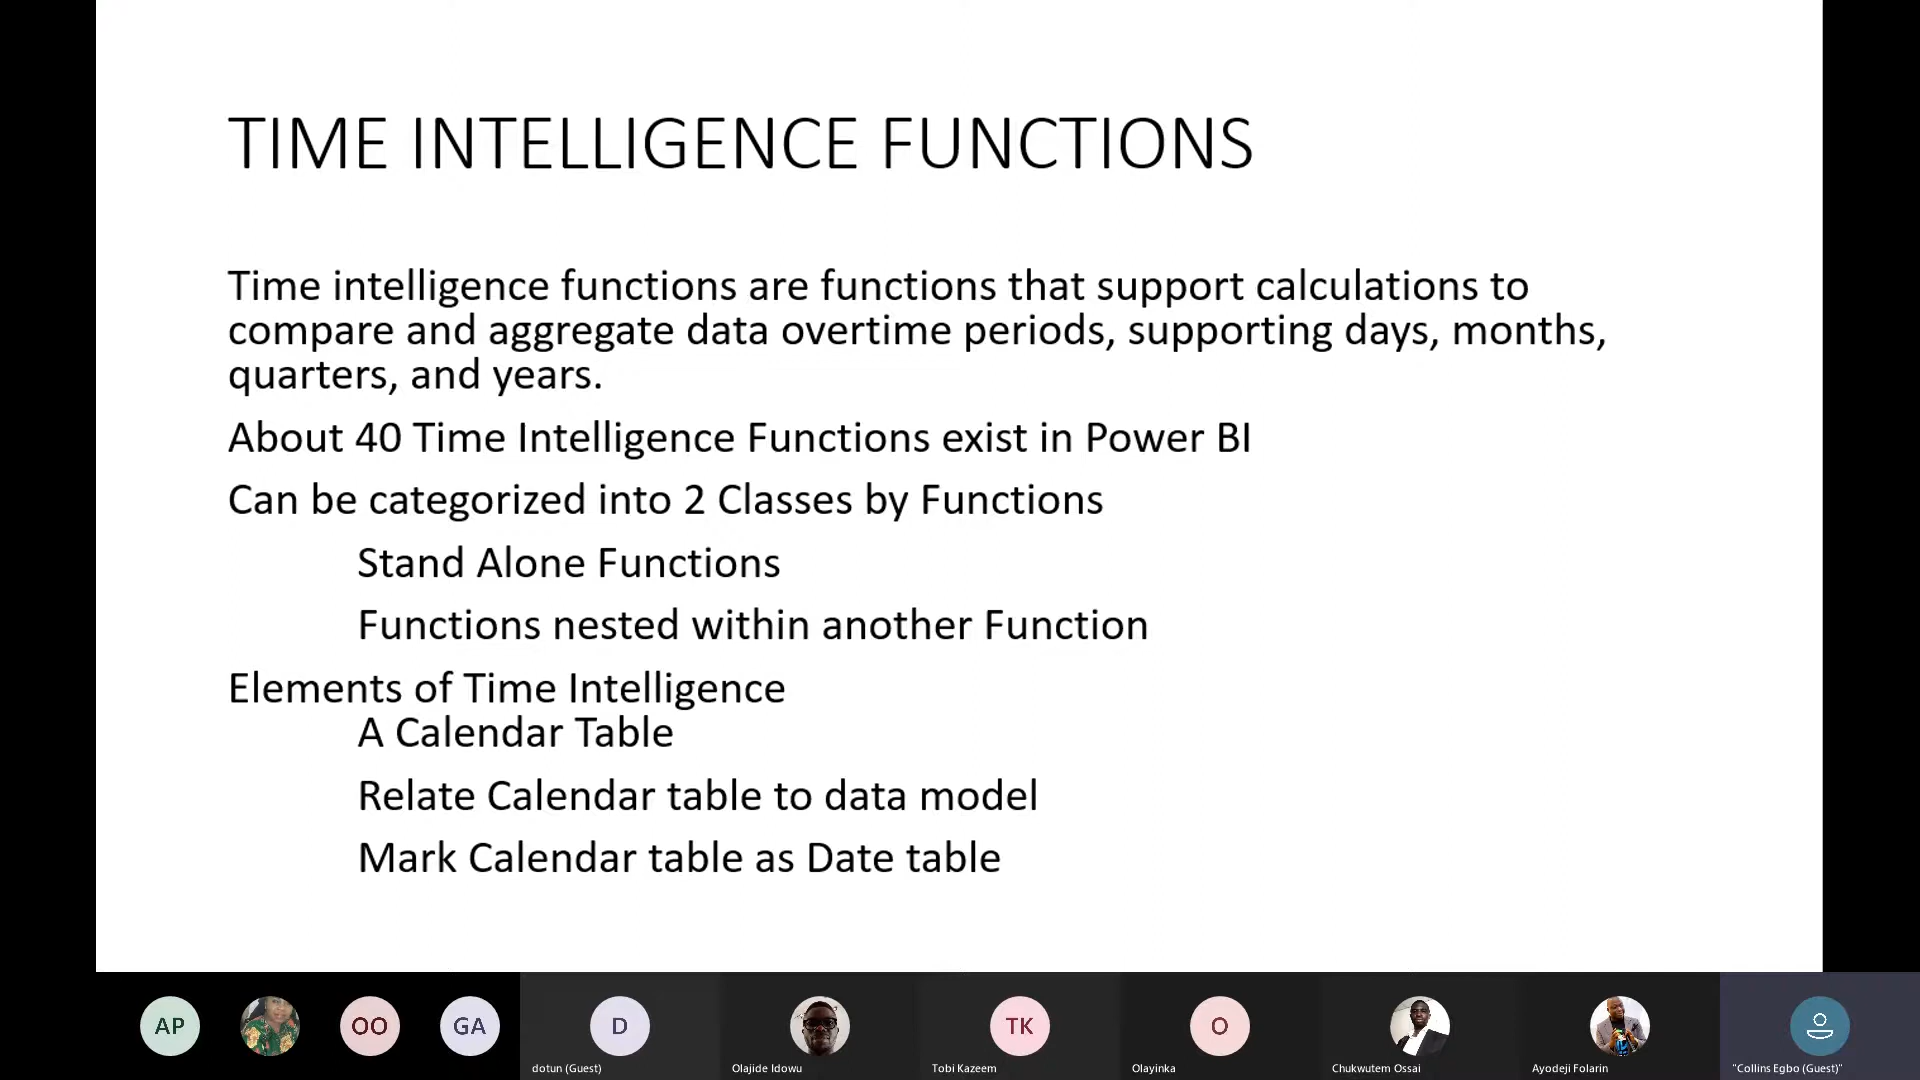 TIME INTELLIGENCE FUNCTIONS
Time intelligence functions are functions that support calculations to
compare and aggregate data overtime periods, supporting days, months,
quarters, and years.
About 40 Time Intelligence Functions exist in Power BI
Can be categorized into 2 Classes by Functions
Stand Alone Functions
Functions nested within another Function
Elements of Time Intelligence
A Calendar Table
Relate Calendar table to data model
Mark Calendar table as Date table
AP
OO
GA
D
TK
O
dotun (Guest)
Olajide Idowu
Tobi Kazeem
Olayinka
Chukwutem Ossai
Ayodeji Folarin
"Collins Egbo (Guest)"